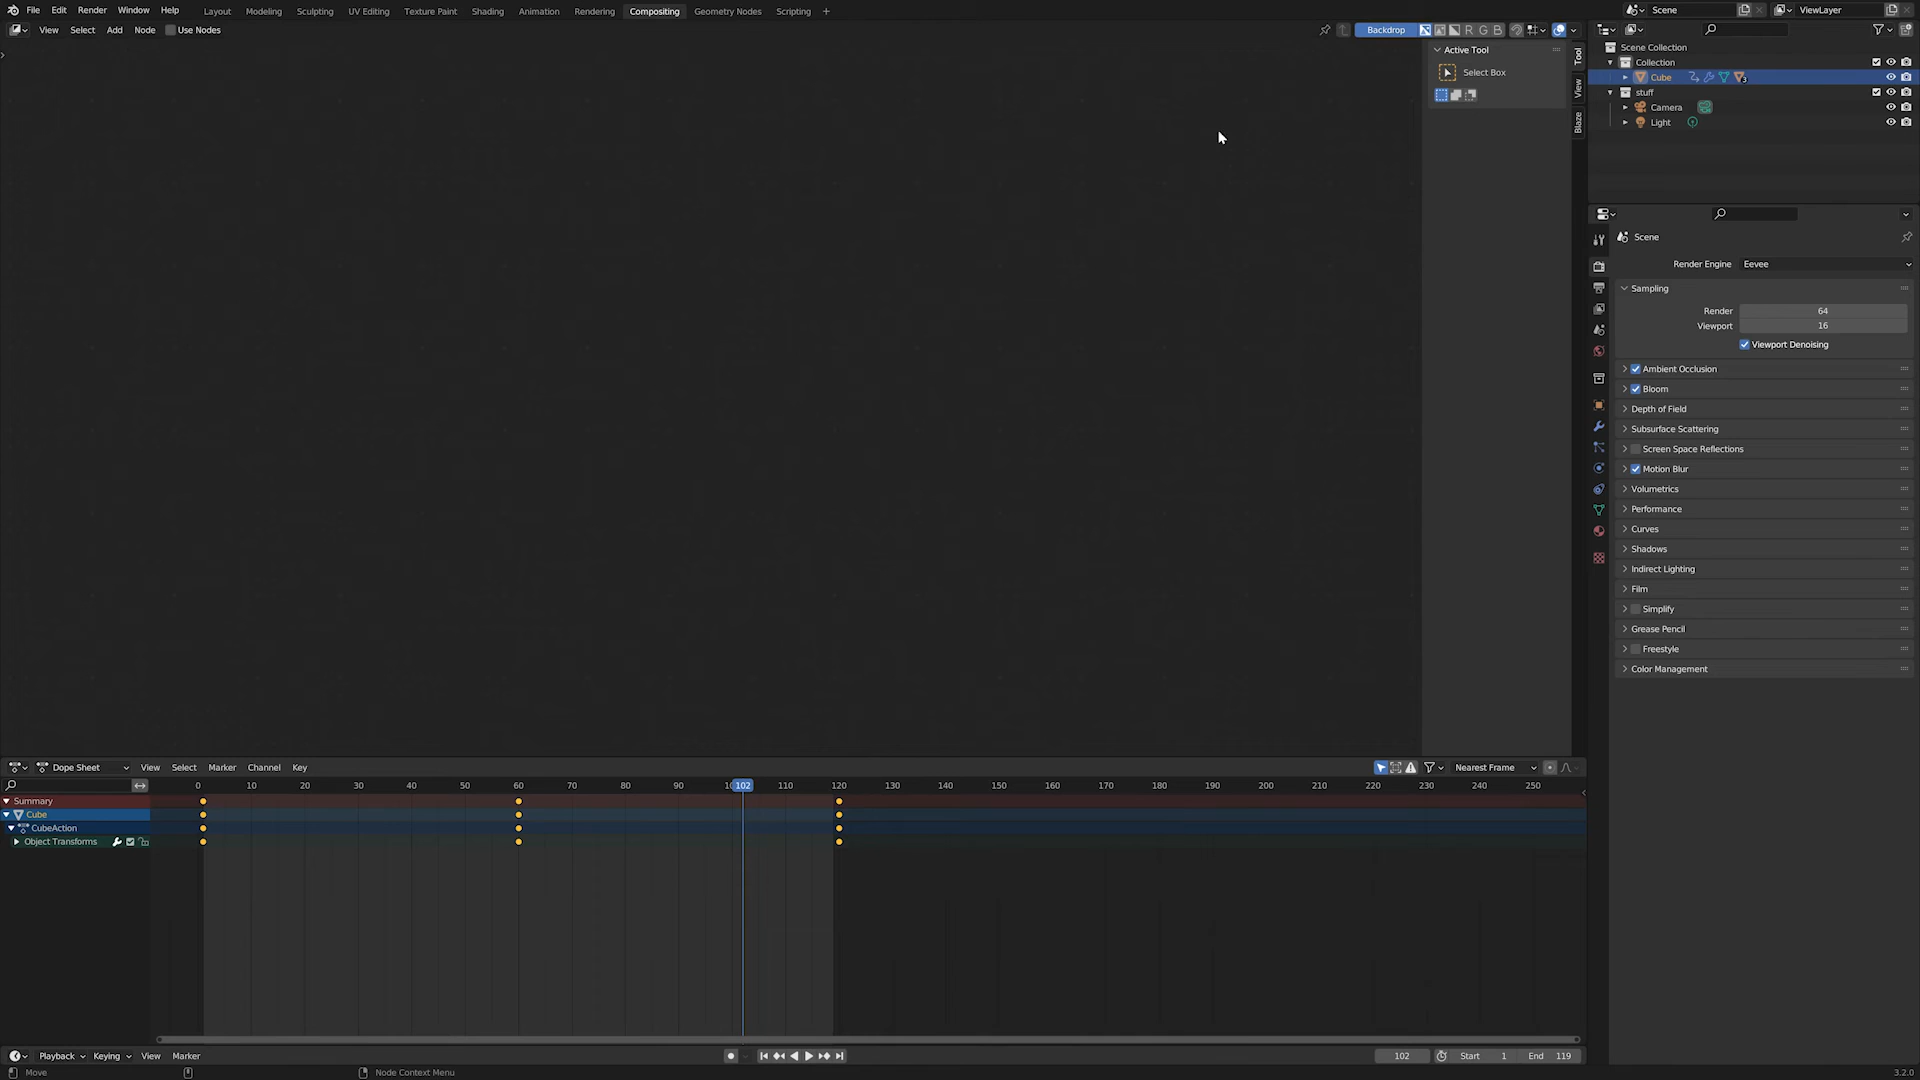 File Edit Render Window Help Layout Modeling Sculpting UV Editing Texture Paint Shading Animation Rendering Compositing Geometry Nodes Scripting + Scene ViewLayer
View Select Add Node Use Nodes Backdrop R G B
Active Tool
Select Box
Tool
View
Blaze
Scene Collection
Collection
Cube 3
stuff
Camera
Light
Scene
Render Engine Eevee
Sampling
Render 64
Viewport 16
Viewport Denoising
Ambient Occlusion
Bloom
Depth of Field
Subsurface Scattering
Screen Space Reflections
Motion Blur
Volumetrics
Performance
Curves
Shadows
Indirect Lighting
Film
Simplify
Grease Pencil
Freestyle
Color Management
Dope Sheet View Select Marker Channel Key Nearest Frame
0 10 20 30 40 50 60 70 80 90 102 110 120 130 140 150 160 170 180 190 200 210 220 230 240 250
Summary
Cube
CubeAction
Object Transforms
Playback Keying View Marker 102 Start 1 End 119
Move Node Context Menu 3.2.0